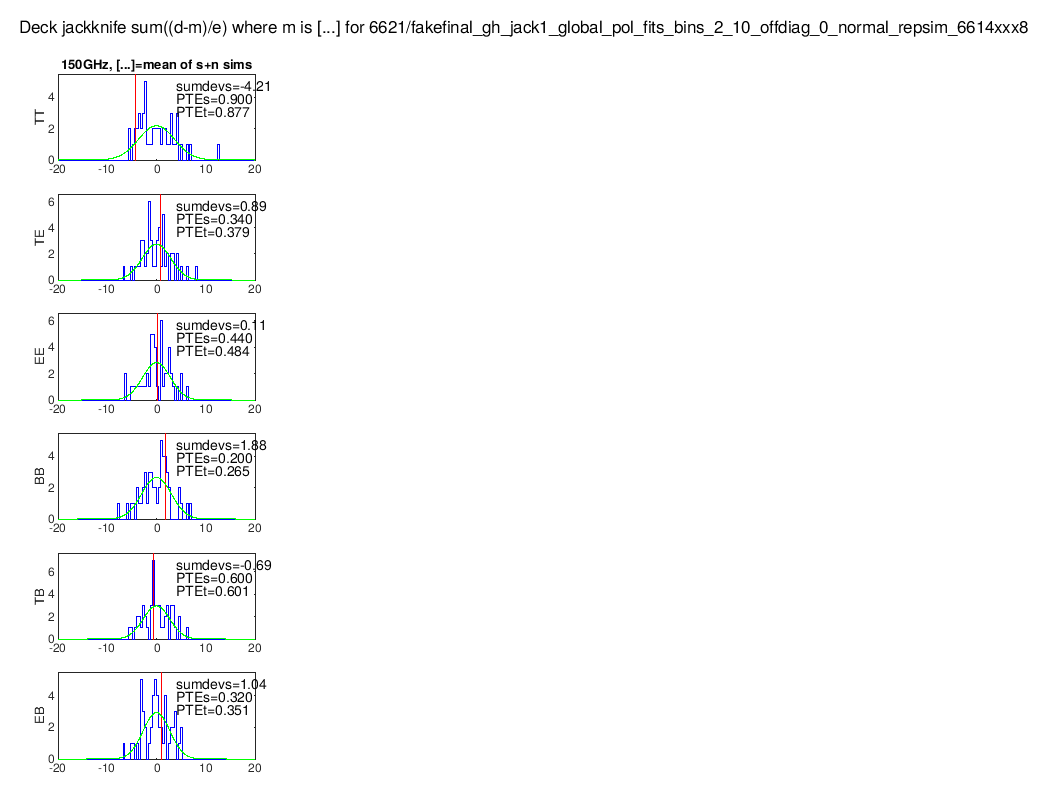 Deck jackknife sum((d-m)/e) where m is [...] for 6621/fakefinal_gh_jack1_global_pol_fits_bins_2_10_offdiag_0_normal_repsim_6614xxx8
150GHz, [...]=mean of s+n sims
sumdevs=-4.21
PTEs=0.900
PTEt=0.877
TT
4
2
0
-20 -10 0 10 20
sumdevs=0.89
PTEs=0.340
PTEt=0.379
TE
6
4
2
0
-20 -10 0 10 20
sumdevs=0.11
PTEs=0.440
PTEt=0.484
EE
6
4
2
0
-20 -10 0 10 20
sumdevs=1.88
PTEs=0.200
PTEt=0.265
BB
4
2
0
-20 -10 0 10 20
sumdevs=-0.69
PTEs=0.600
PTEt=0.601
TB
6
4
2
0
-20 -10 0 10 20
sumdevs=1.04
PTEs=0.320
PTEt=0.351
EB
4
2
0
-20 -10 0 10 20